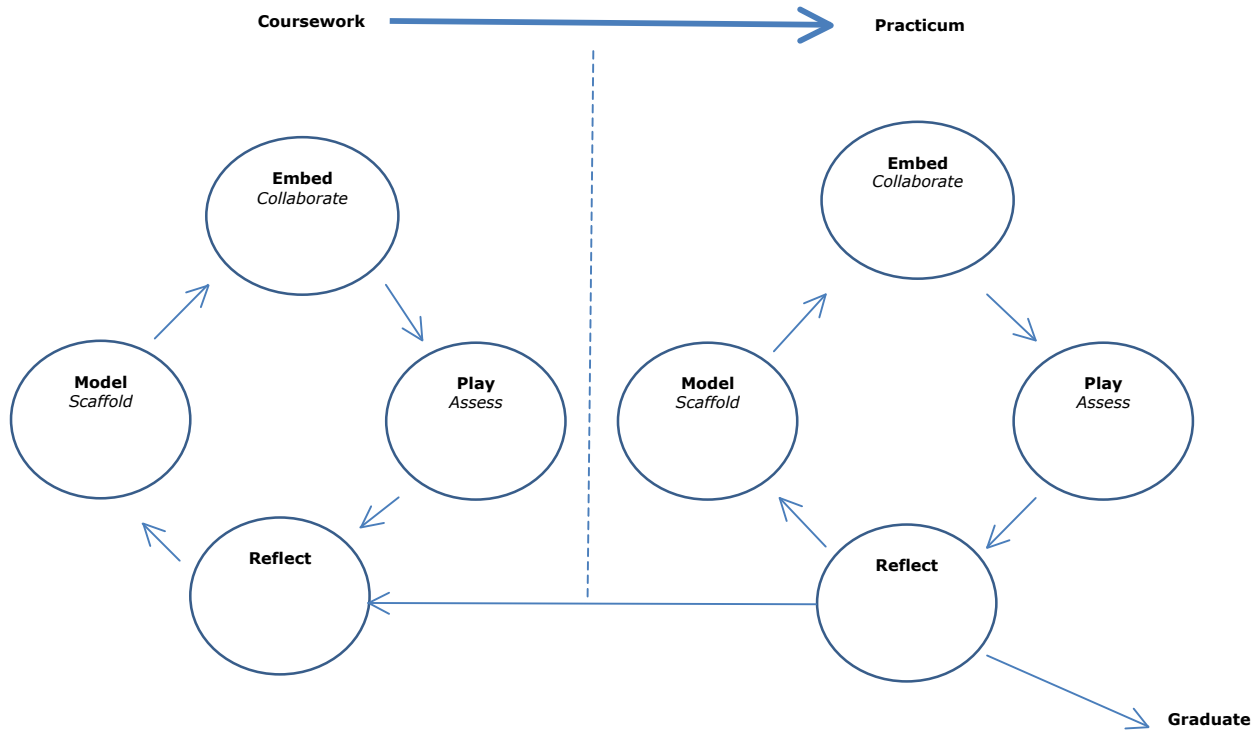 Coursework
Practicum
Embed
Collaborate
Model
Scaffold
Play
Assess
Reflect
Embed
Collaborate
Model
Scaffold
Play
Assess
Reflect
Graduate